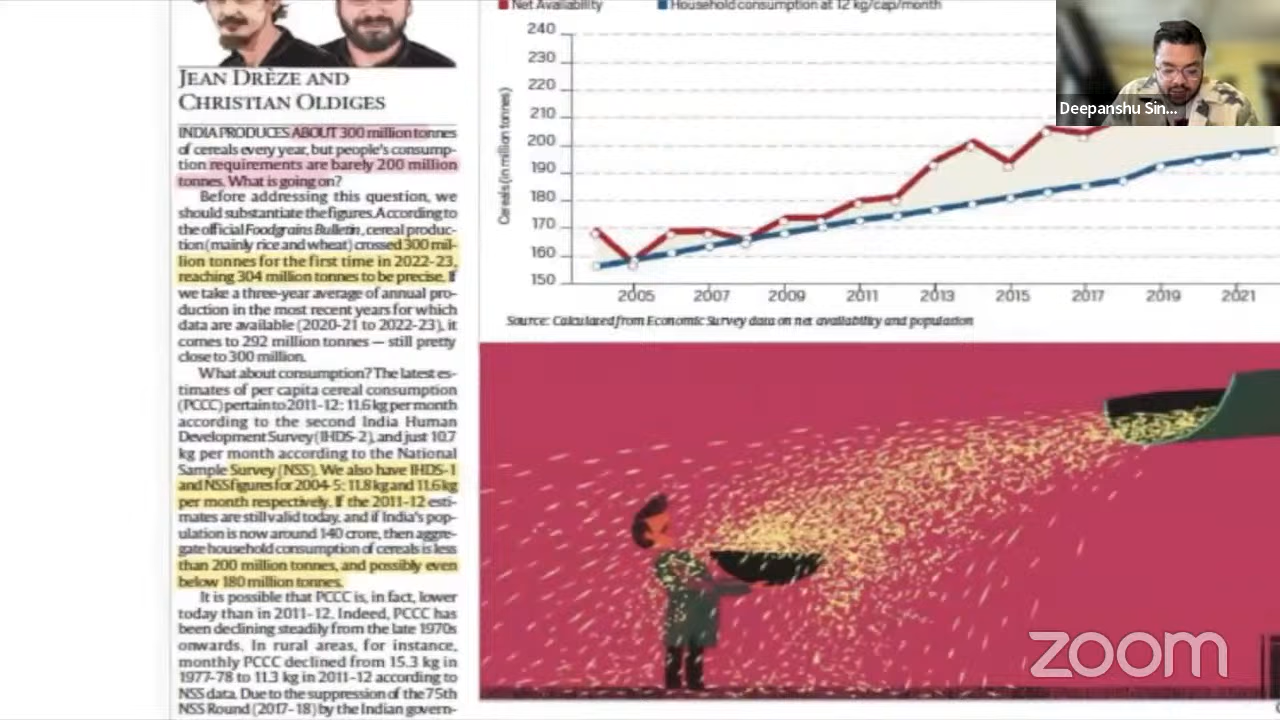 JEAN DRÈZE AND
CHRISTIAN OLDIGES
INDIA PRODUCES ABOUT 300 million tonnes
of cereals every year, but people's consump-
tion requirements are barely 200 million
tonnes. What is going on?
Before addressing this question, we
should substantiate the figures. According to
the official Foodgrains Bulletin, cereal produc-
tion (mainly rice and wheat) crossed 300 mil-
lion tonnes for the first time in 2022-23,
reaching 304 million tonnes to be precise. If
we take a three-year average of annual pro-
duction in the most recent years for which
data are available (2020-21 to 2022-23), it
comes to 292 million tonnes — still pretty
close to 300 million.
What about consumption? The latest es-
timates of per capita cereal consumption
(PCCC) pertain to 2011-12: 11.6 kg per month
according to the second India Human
Development Survey (IHDS-2), and just 10.7
kg per month according to the National
Sample Survey (NSS). We also have IHDS-1
and NSS figures for 2004-5: 11.8 kg and 11.6 kg
per month respectively. If the 2011-12 esti-
mates are still valid today, and if India's pop-
ulation is now around 140 crore, then aggre-
gate household consumption of cereals is less
than 200 million tonnes, and possibly even
below 180 million tonnes.
It is possible that PCCC is, in fact, lower
today than in 2011-12. Indeed, PCCC has
been declining steadily from the late 1970s
onwards. In rural areas, for instance,
monthly PCCC declined from 15.3 kg in
1977-78 to 11.3 kg in 2011-12 according to
NSS data. Due to the suppression of the 75th
NSS Round (2017-18) by the Indian govern-
Net Availability
Household consumption at 12 kg/cap/month
Cereals (in million tonnes)
240
230
220
210
200
190
180
170
160
150
2005 2007 2009 2011 2013 2015 2017 2019 2021
Source: Calculated from Economic Survey data on net availability and population
Deepanshu Sin...
zoom